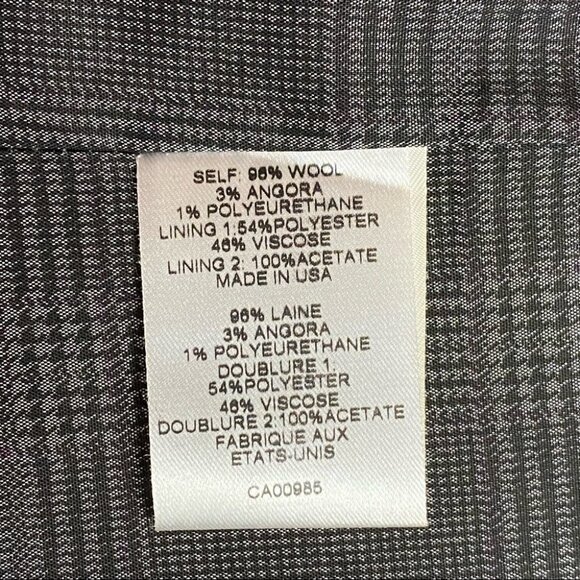 SELF: 96% WOOL
3% ANGORA
1% POLYEURETHANE
LINING 1:54%POLYESTER
46% VISCOSE
LINING 2: 100%ACETATE
MADE IN USA
96% LAINE
3% ANGORA
1% POLYEURETHANE
DOUBLURE 1:
54%POLYESTER
46% VISCOSE
DOUBLURE 2:100%ACETATE
FABRIQUE AUX
ETATS-UNIS
CA00985